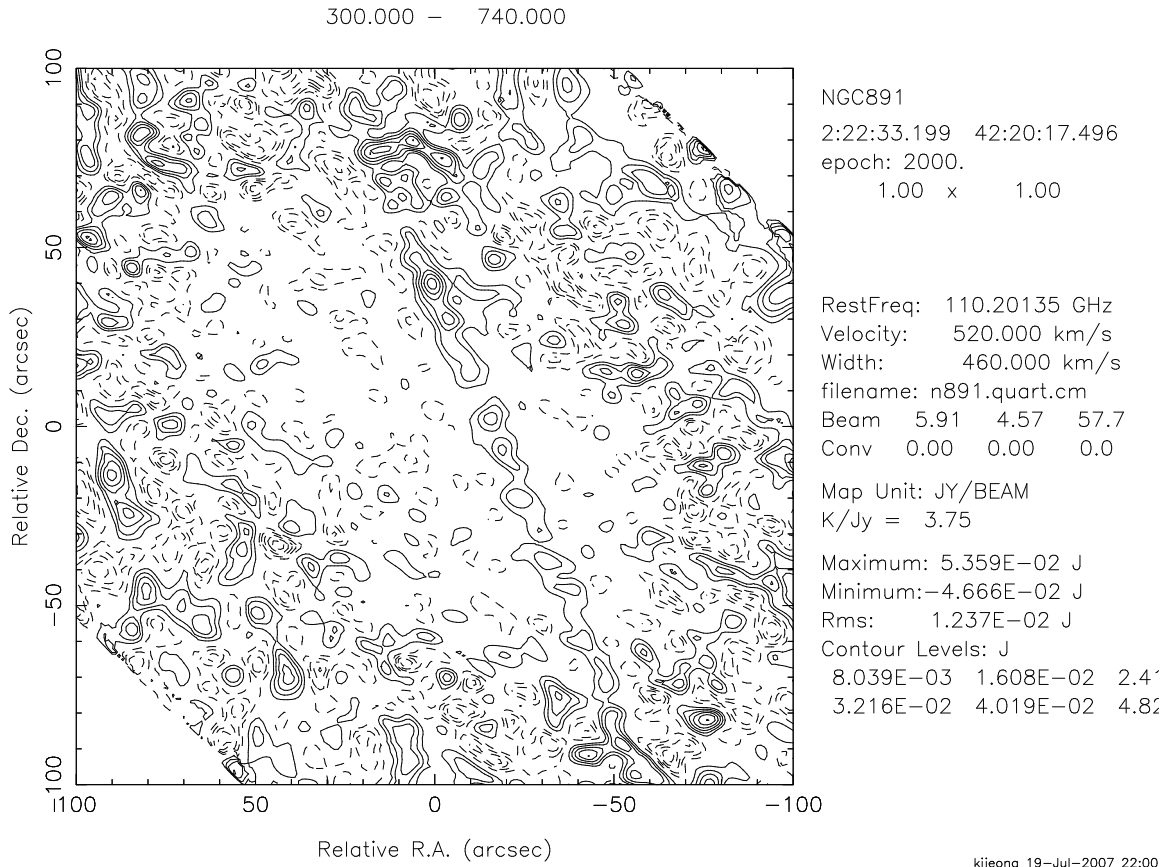 300.000 − 740.000
100
50
0
−50
−100
Relative Dec. (arcsec)
100
50
0
−50
−100
Relative R.A. (arcsec)
NGC891
2:22:33.199 42:20:17.496
epoch: 2000.
1.00 x 1.00
RestFreq: 110.20135 GHz
Velocity: 520.000 km/s
Width: 460.000 km/s
filename: n891.quart.cm
Beam 5.91 4.57 57.7
Conv 0.00 0.00 0.0
Map Unit: JY/BEAM
K/Jy = 3.75
Maximum: 5.359E−02 J
Minimum:−4.666E−02 J
Rms: 1.237E−02 J
Contour Levels: J
8.039E−03 1.608E−02 2.41
3.216E−02 4.019E−02 4.82
kjjeong 19−Jul−2007 22:00